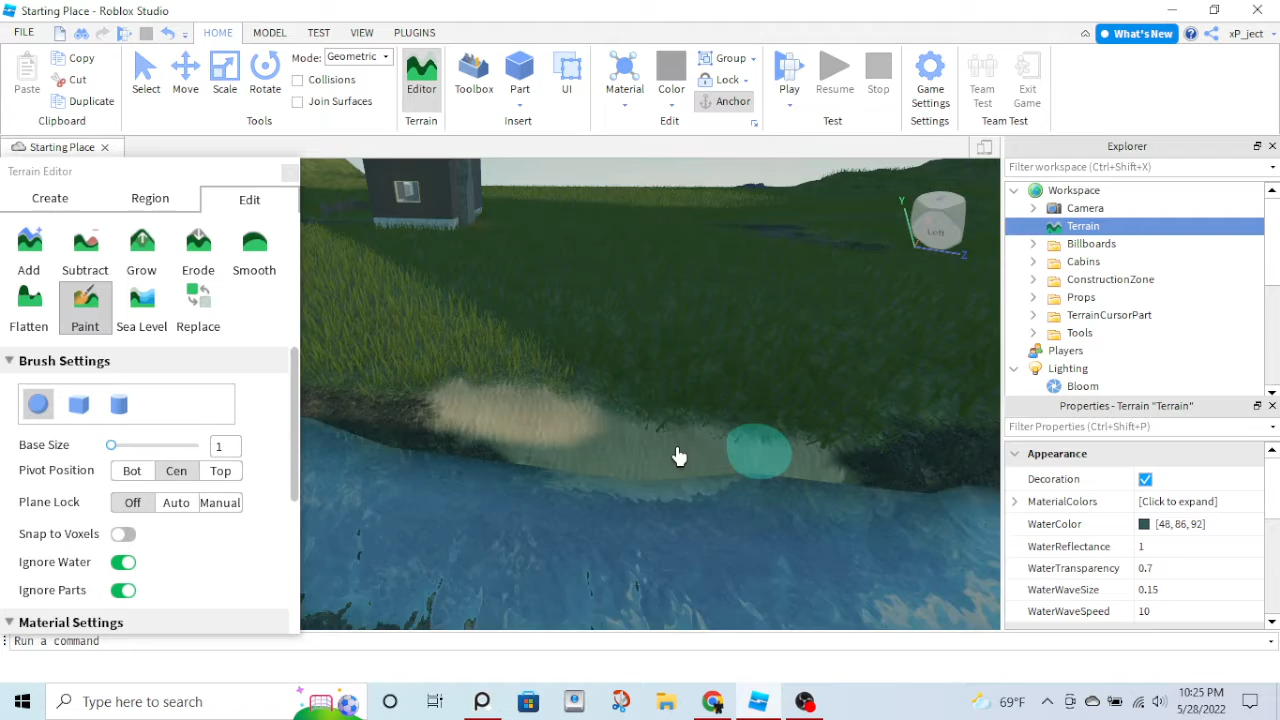 Starting Place - Roblox Studio
FILE HOME MODEL TEST VIEW PLUGINS What's New xP_ject
Paste Copy Cut Duplicate Clipboard
Select Move Scale Rotate Tools
Mode: Geometric
Collisions
Join Surfaces
Editor Terrain
Toolbox Part UI Insert
Material Color Group Lock Anchor Edit
Play Resume Stop Test
Game Settings Settings
Team Test Exit Game Team Test
Starting Place
Terrain Editor
Create Region Edit
Add Subtract Grow Erode Smooth
Flatten Paint Sea Level Replace
Brush Settings
Base Size 1
Pivot Position Bot Cen Top
Plane Lock Off Auto Manual
Snap to Voxels
Ignore Water
Ignore Parts
Material Settings
Y
Left
Z
Explorer
Filter workspace (Ctrl+Shift+X)
Workspace
Camera
Terrain
Billboards
Cabins
ConstructionZone
Props
TerrainCursorPart
Tools
Players
Lighting
Bloom
Properties - Terrain "Terrain"
Filter Properties (Ctrl+Shift+P)
Appearance
Decoration
MaterialColors [Click to expand]
WaterColor [48, 86, 92]
WaterReflectance 1
WaterTransparency 0.7
WaterWaveSize 0.15
WaterWaveSpeed 10
Run a command
Type here to search
69°F
10:25 PM
5/28/2022